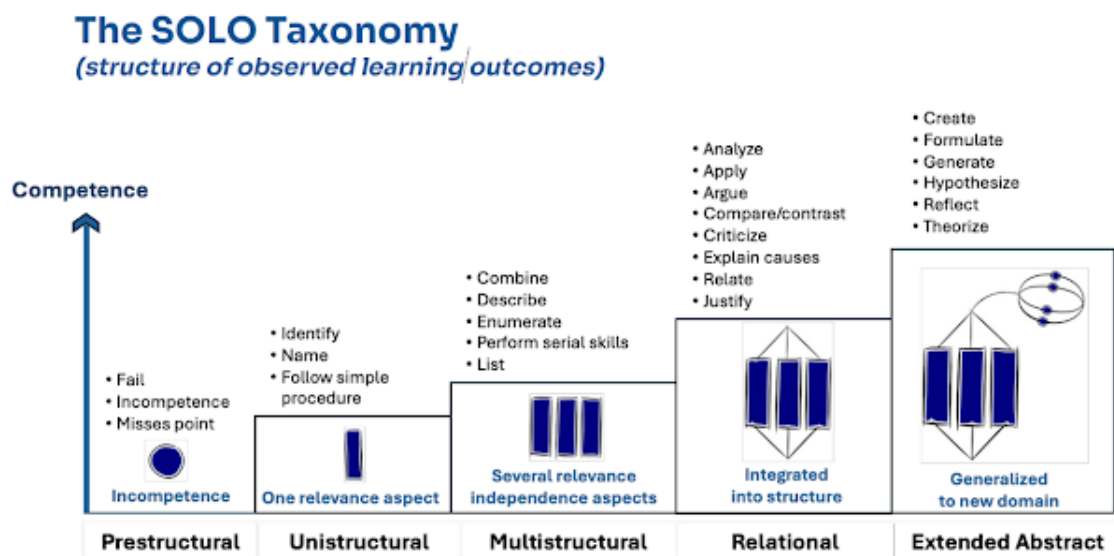 The SOLO Taxonomy
(structure of observed learning outcomes)
Competence
• Fail
• Incompetence
• Misses point
Incompetence
Prestructural
• Identify
• Name
• Follow simple
procedure
One relevance aspect
Unistructural
• Combine
• Describe
• Enumerate
• Perform serial skills
• List
Several relevance
independence aspects
Multistructural
• Analyze
• Apply
• Argue
• Compare/contrast
• Criticize
• Explain causes
• Relate
• Justify
Integrated
into structure
Relational
• Create
• Formulate
• Generate
• Hypothesize
• Reflect
• Theorize
Generalized
to new domain
Extended Abstract